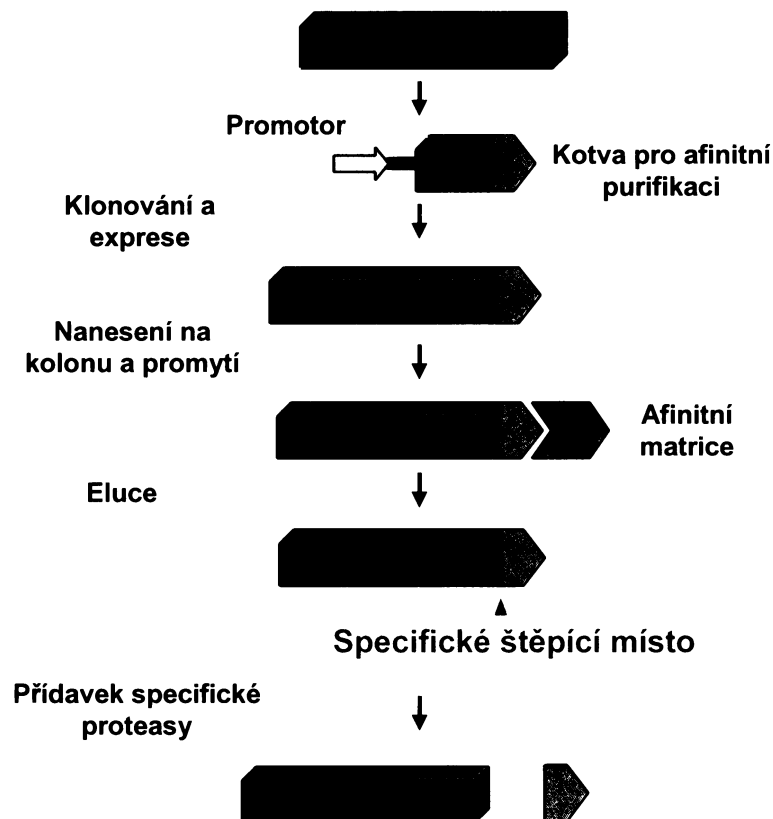 Promotor
Kotva pro afinitní
purifikaci
Klonování a
exprese
Nanesení na
kolonu a promytí
Afinitní
matrice
Eluce
Specifické štěpící místo
Přídavek specifické
proteasy